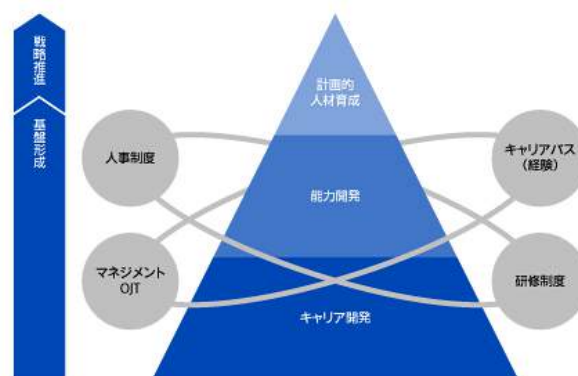 戦略推進
基盤形成
計画的
人材育成
人事制度
キャリアパス
(経験)
能力開発
マネジメント
OJT
研修制度
キャリア開発